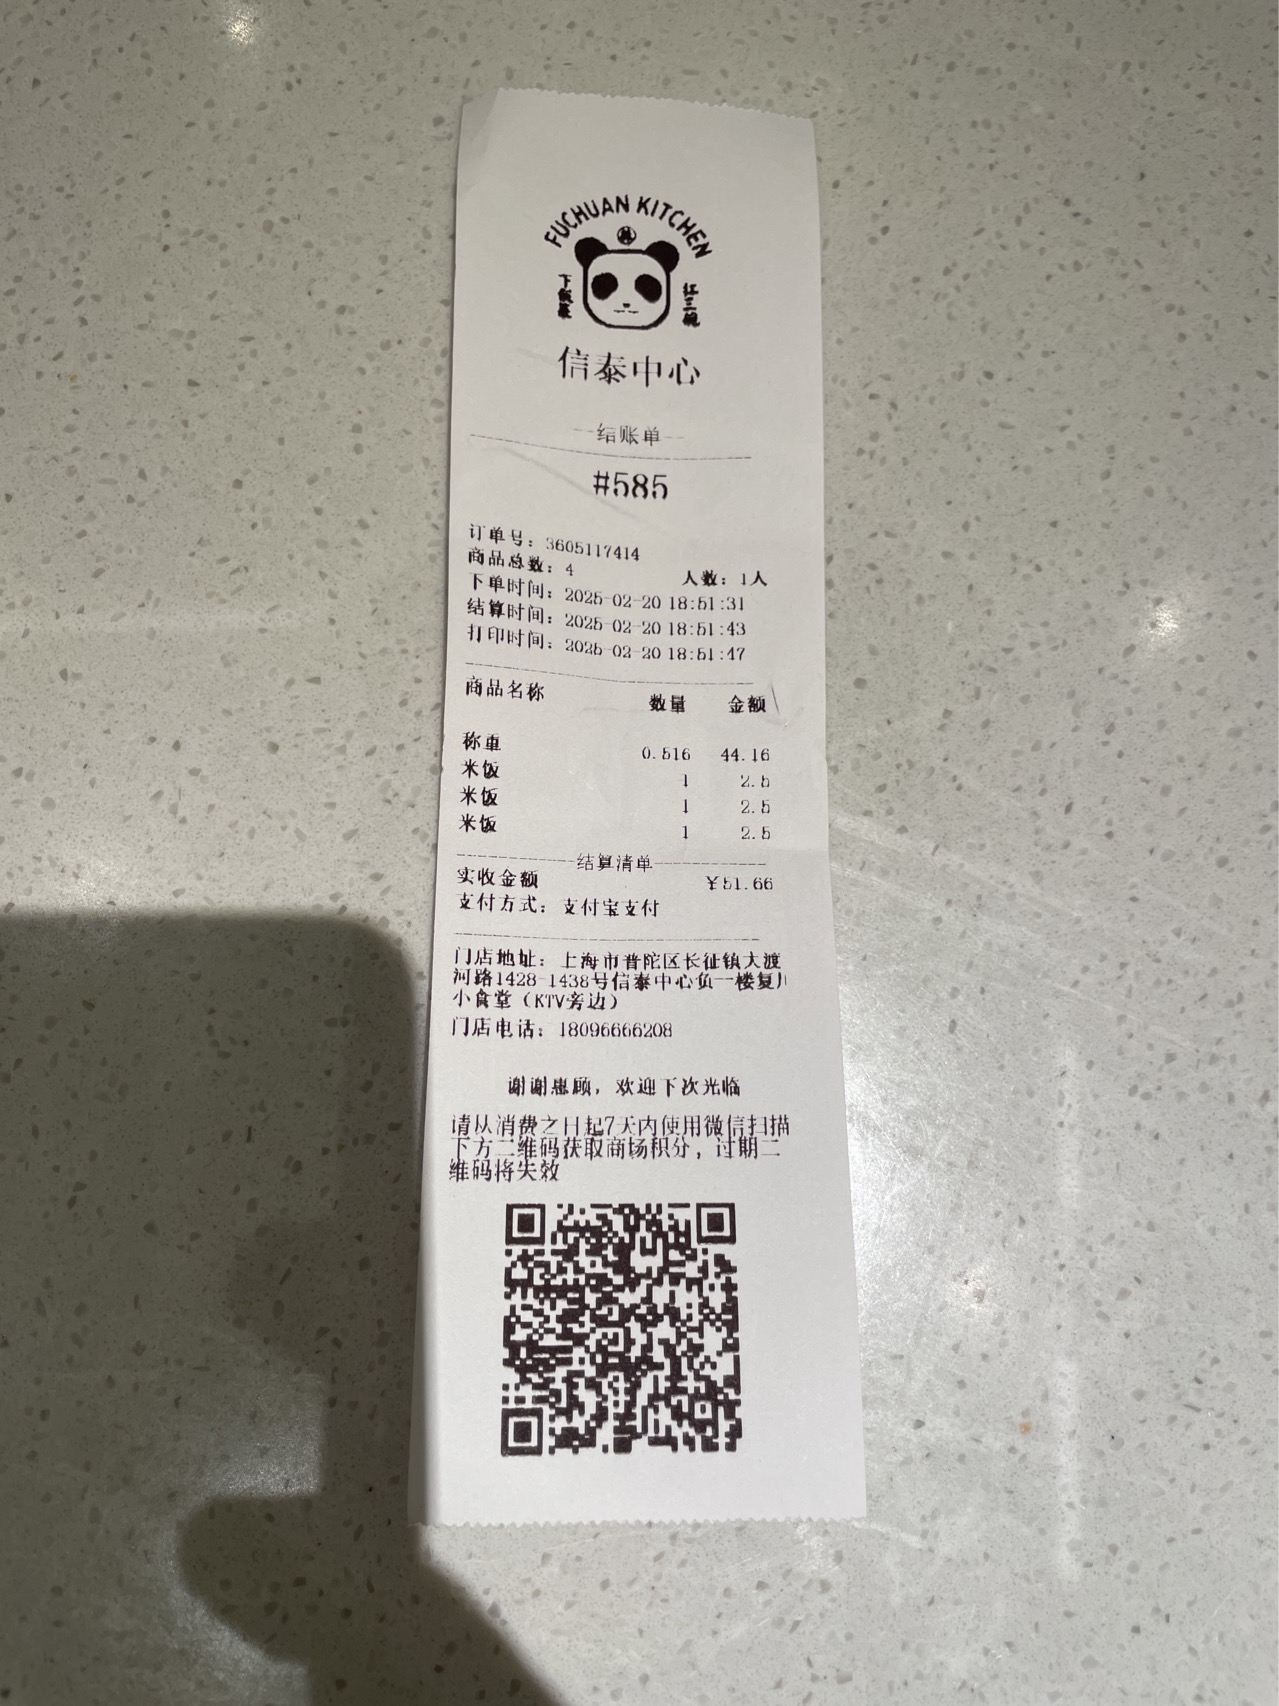 FUCHUAN KITCHEN
下饭菜
扛三碗
信泰中心
--结账单--
#585
订单号：3605117414
商品总数：4 人数：1人
下单时间：2025-02-20 18:51:31
结算时间：2025-02-20 18:51:43
打印时间：2025-02-20 18:51:47
商品名称 数量 金额
称重 0.516 44.16
米饭 1 2.5
米饭 1 2.5
米饭 1 2.5
结算清单
实收金额 ￥51.66
支付方式：支付宝支付
门店地址：上海市普陀区长征镇大渡
河路1428-1438号信泰中心负一楼复川
小食堂（KTV旁边）
门店电话：18096666208
谢谢惠顾，欢迎下次光临
请从消费之日起7天内使用微信扫描
下方二维码获取商场积分，过期二
维码将失效